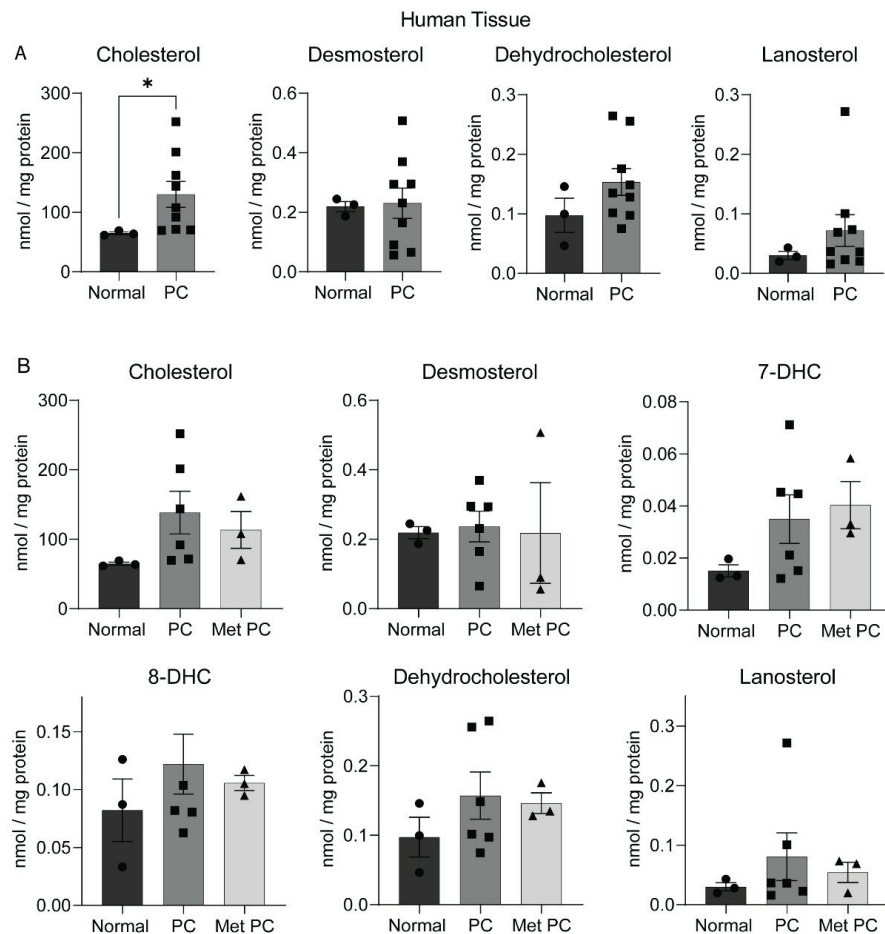 Human Tissue
A
Cholesterol
Desmosterol
Dehydrocholesterol
Lanosterol
nmol / mg protein
300
200
100
0
*
Normal PC
nmol / mg protein
0.6
0.4
0.2
0.0
Normal PC
nmol / mg protein
0.3
0.2
0.1
0.0
Normal PC
nmol / mg protein
0.3
0.2
0.1
0.0
Normal PC
B
Cholesterol
Desmosterol
7-DHC
nmol / mg protein
300
200
100
0
Normal PC Met PC
nmol / mg protein
0.6
0.4
0.2
0.0
Normal PC Met PC
nmol / mg protein
0.08
0.06
0.04
0.02
0.00
Normal PC Met PC
8-DHC
Dehydrocholesterol
Lanosterol
nmol / mg protein
0.15
0.10
0.05
0.00
Normal PC Met PC
nmol / mg protein
0.3
0.2
0.1
0.0
Normal PC Met PC
nmol / mg protein
0.3
0.2
0.1
0.0
Normal PC Met PC